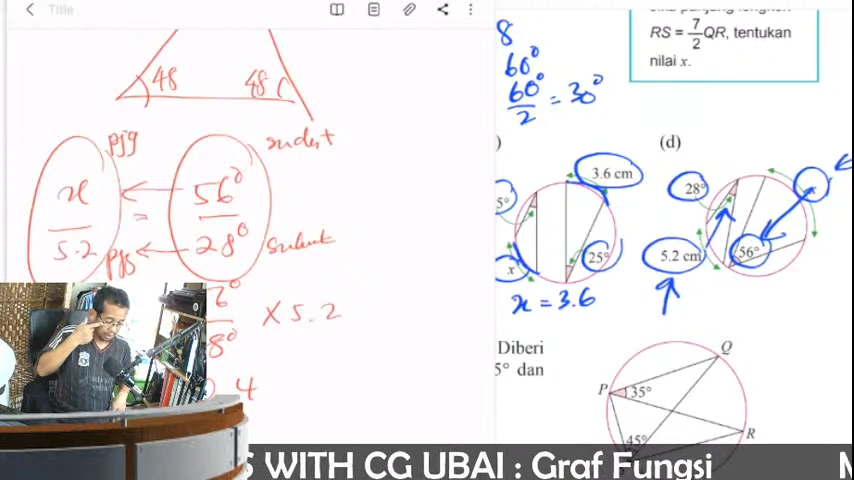 Title
48
48
pjg
sudut
x/5.2 = 56°/28°
pjg
sudut
6°/8° × 5.2
4
8
60°
60°/2 = 30°
RS = 7/2 QR, tentukan
nilai x.
)
(d)
3.6 cm
5°
25°
x
x = 3.6
28°
5.2 cm
56°
x
Diberi
5° dan
Q
P
35°
R
45°
S WITH CG UBAI : Graf Fungsi
M